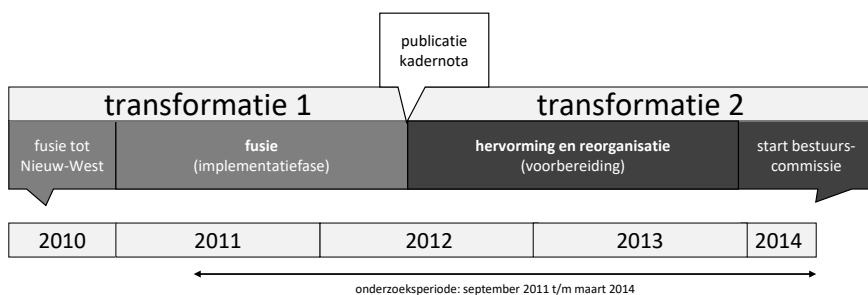 publicatie
kadernota
transformatie 1
transformatie 2
fusie tot
Nieuw-West
fusie
(implementatiefase)
hervorming en reorganisatie
(voorbereiding)
start bestuurs-
commissie
2010
2011
2012
2013
2014
onderzoeksperiode: september 2011 t/m maart 2014